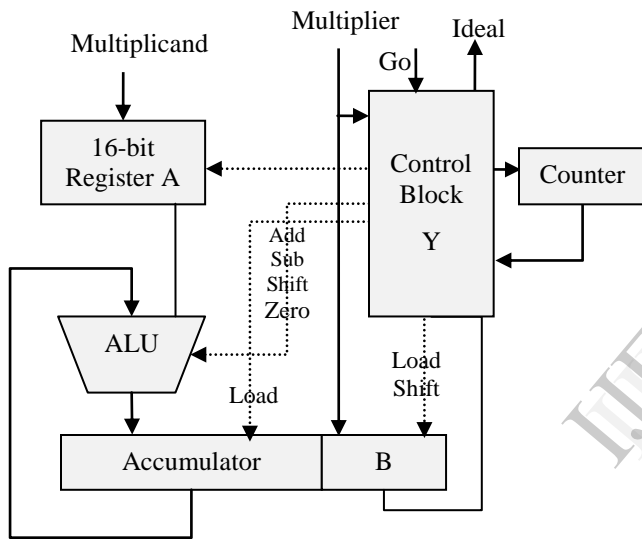 Multiplicand
Multiplier
Ideal
Go
16-bit
Register A
Control
Block
Y
Counter
Add
Sub
Shift
Zero
ALU
Load
Load
Shift
Accumulator
B